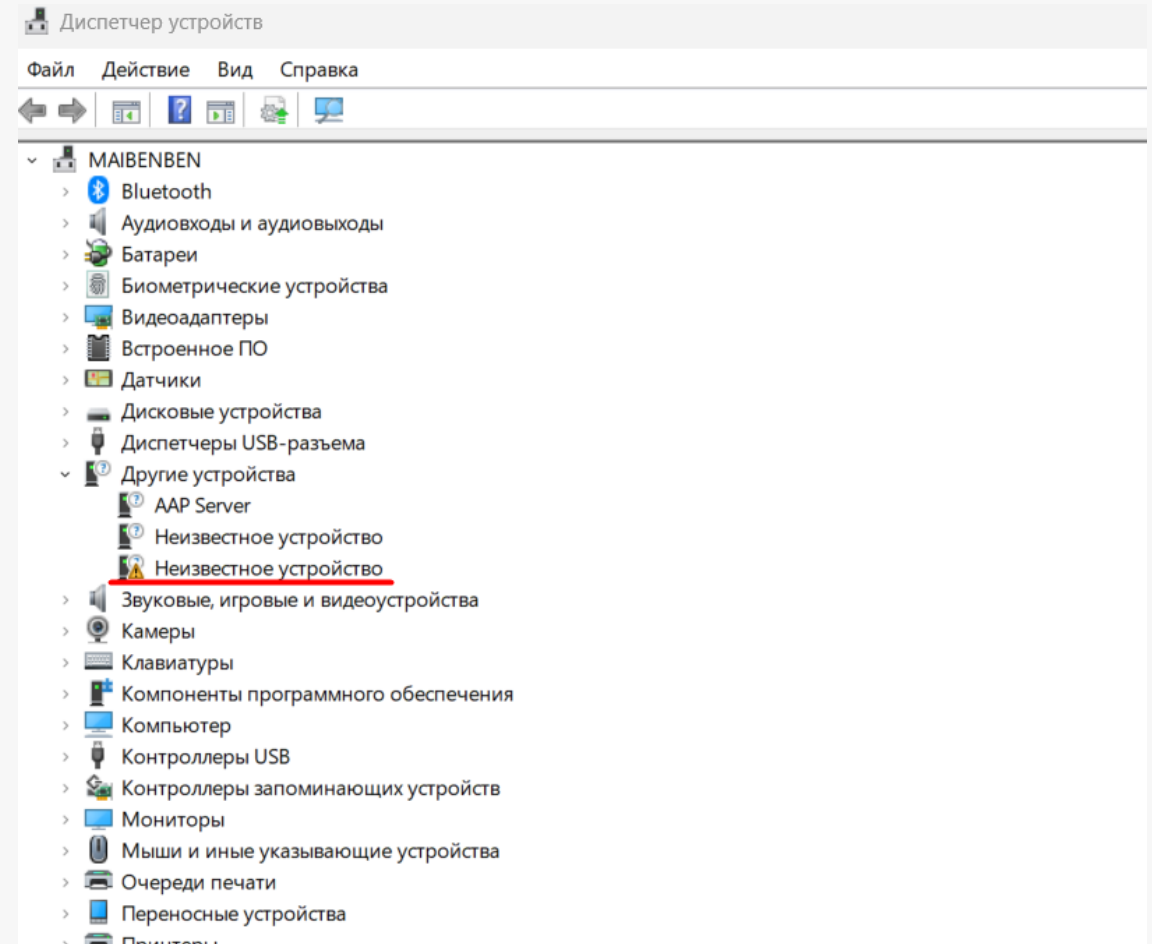 Диспетчер устройств
Файл Действие Вид Справка
MAIBENBEN
Bluetooth
Аудиовходы и аудиовыходы
Батареи
Биометрические устройства
Видеоадаптеры
Встроенное ПО
Датчики
Дисковые устройства
Диспетчеры USB-разъема
Другие устройства
AAP Server
Неизвестное устройство
Неизвестное устройство
Звуковые, игровые и видеоустройства
Камеры
Клавиатуры
Компоненты программного обеспечения
Компьютер
Контроллеры USB
Контроллеры запоминающих устройств
Мониторы
Мыши и иные указывающие устройства
Очереди печати
Переносные устройства
Принтеры